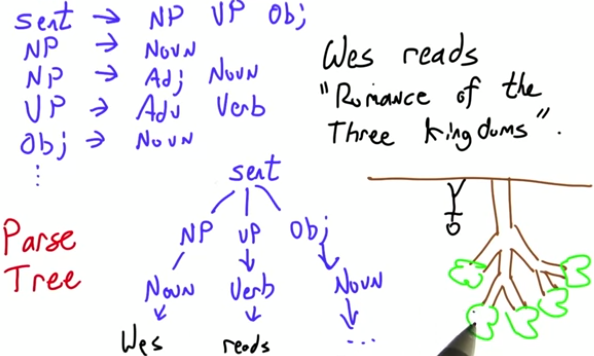 sent → NP VP Obj
NP → Noun
NP → Adj Noun
VP → Adv Verb
Obj → Noun
⋮
Wes reads
"Romance of the
Three Kingdoms".
Parse
Tree
sent
NP VP Obj
Noun Verb Noun
Wes reads ...